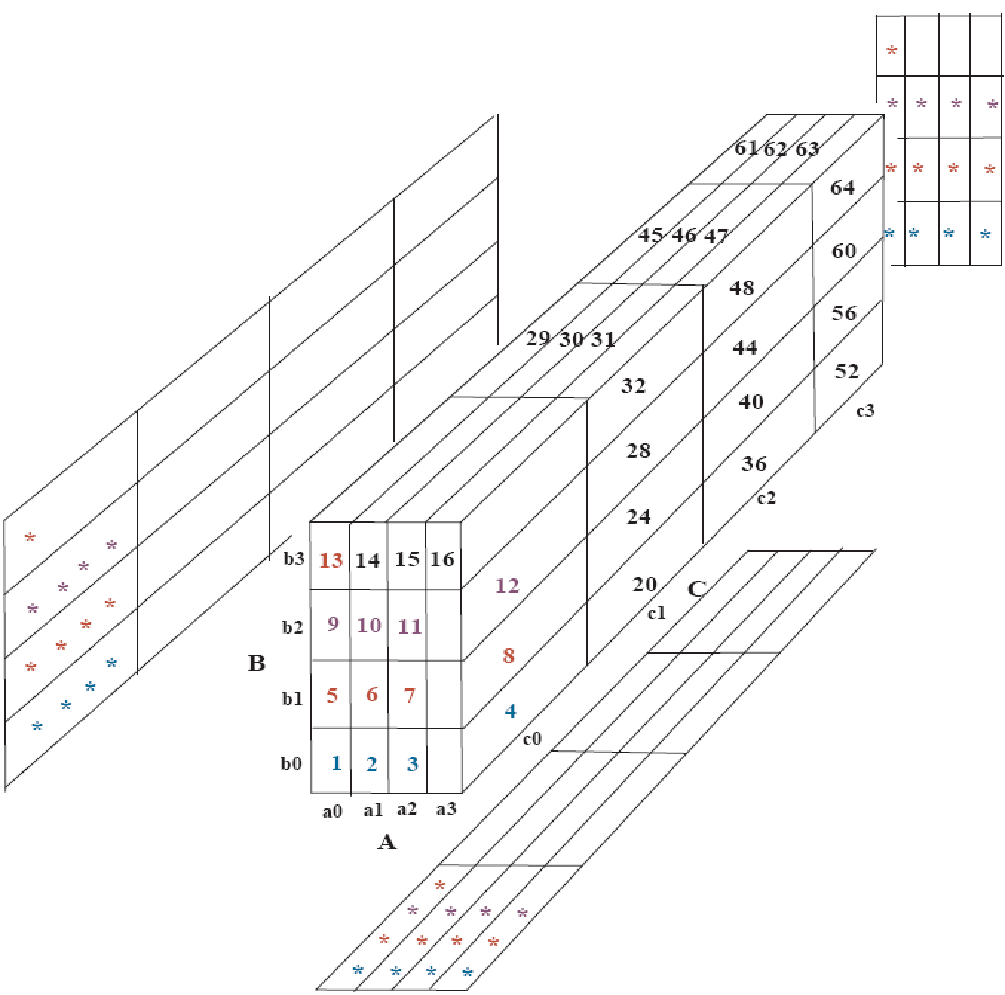 *
* * * *
* * * *
* * * *
61 62 63
64
45 46 47
60
48
56
29 30 31
44
52
32
c3
40
28
36
c2
24
20 C
c1
b3 13 14 15 16
12
b2 9 10 11
B
8
b1 5 6 7
4
c0
b0 1 2 3
a0 a1 a2 a3
A
*
* * * *
* * * *
* * * *
*
* * * *
* * * *
* * * *